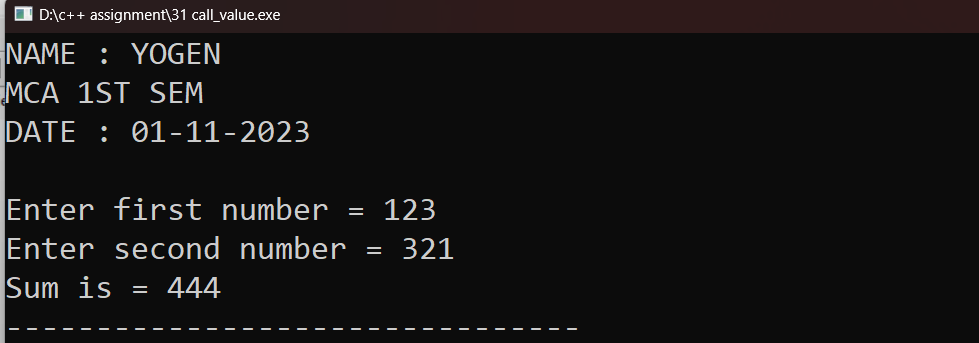 D:\c++ assignment\31 call_value.exe
NAME : YOGEN
MCA 1ST SEM
DATE : 01-11-2023
Enter first number = 123
Enter second number = 321
Sum is = 444
--------------------------------